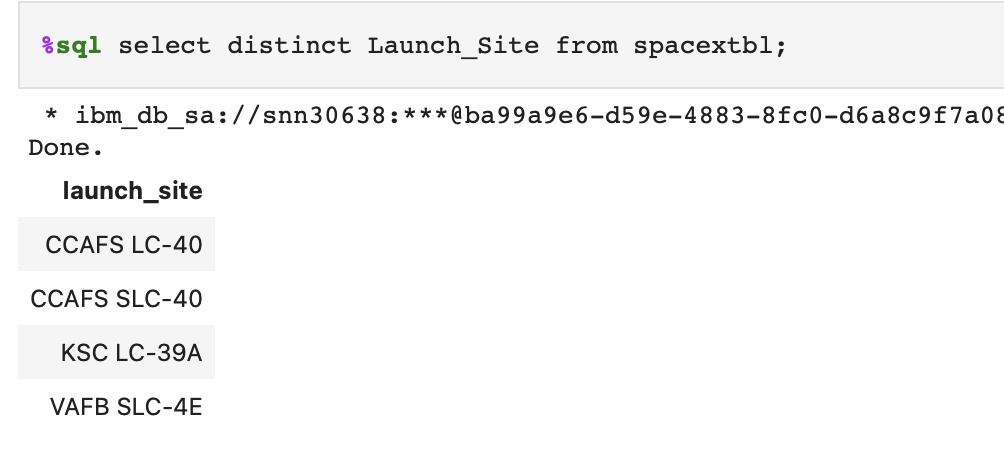 %sql select distinct Launch_Site from spacextbl;
* ibm_db_sa://snn30638:***@ba99a9e6-d59e-4883-8fc0-d6a8c9f7a08
Done.
launch_site
CCAFS LC-40
CCAFS SLC-40
KSC LC-39A
VAFB SLC-4E